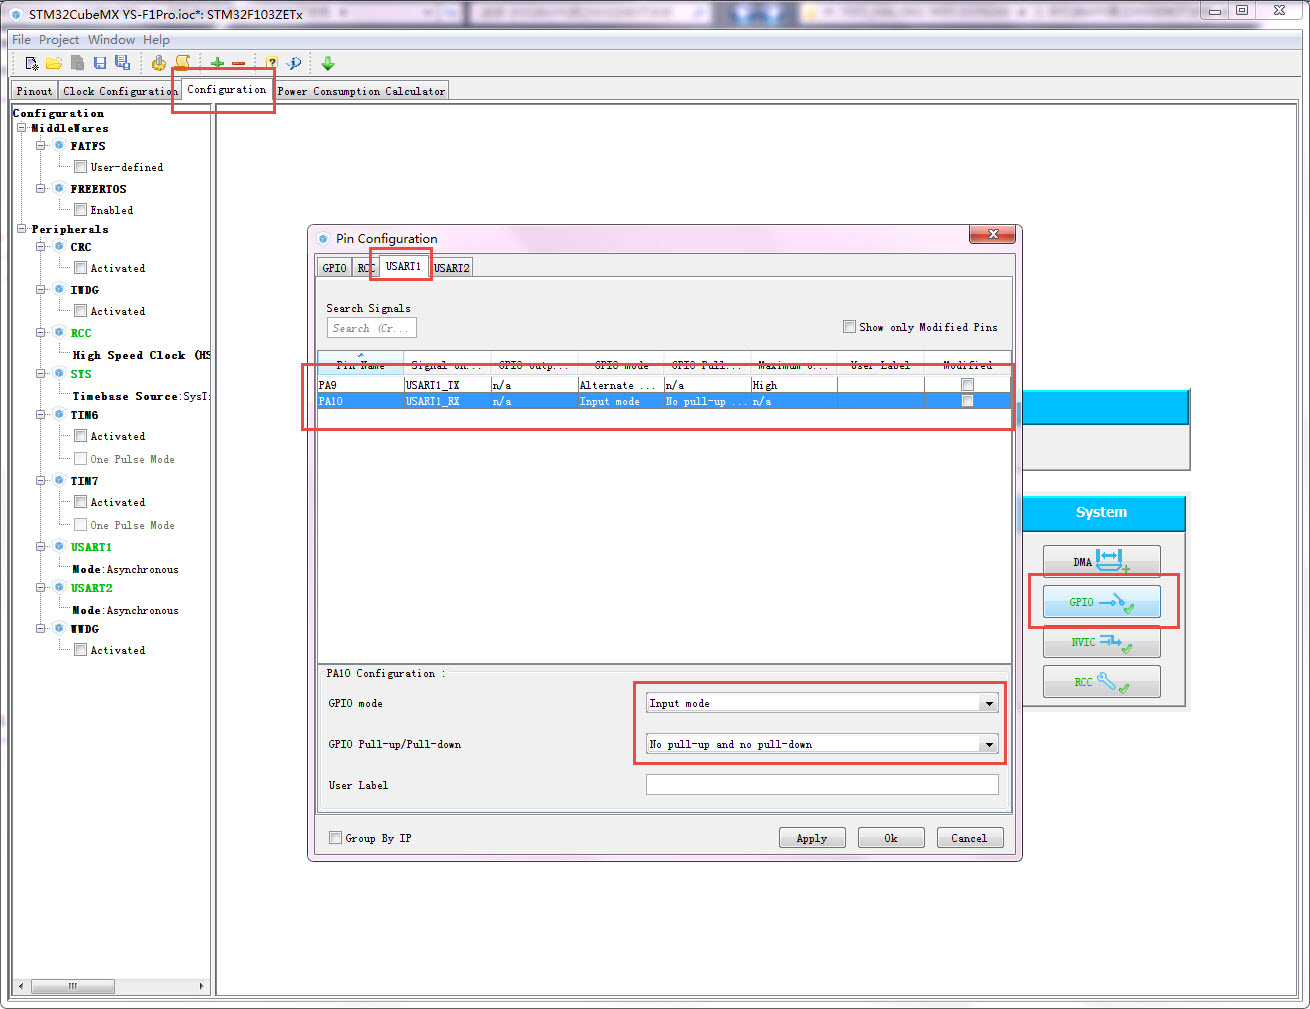 STM32CubeMX YS-F1Pro.ioc*: STM32F103ZETx
File Project Window Help
Pinout Clock Configuration Configuration Power Consumption Calculator
Configuration
MiddleWares
FATFS
User-defined
FREERTOS
Enabled
Peripherals
CRC
Activated
IWDG
Activated
RCC
High Speed Clock (HS
SYS
Timebase Source:SysT
TIM6
Activated
One Pulse Mode
TIM7
Activated
One Pulse Mode
USART1
Mode:Asynchronous
USART2
Mode:Asynchronous
WWDG
Activated
Pin Configuration
GPIO RCC USART1 USART2
Search Signals
Search (Cr...
Show only Modified Pins
Pin Name Signal on... GPIO outp... GPIO mode GPIO Pull... Maximum o... User Label Modified
PA9 USART1_TX n/a Alternate ... n/a High
PA10 USART1_RX n/a Input mode No pull-up ... n/a
PA10 Configuration :
GPIO mode Input mode
GPIO Pull-up/Pull-down No pull-up and no pull-down
User Label
Group By IP Apply Ok Cancel
System
DMA
GPIO
NVIC
RCC